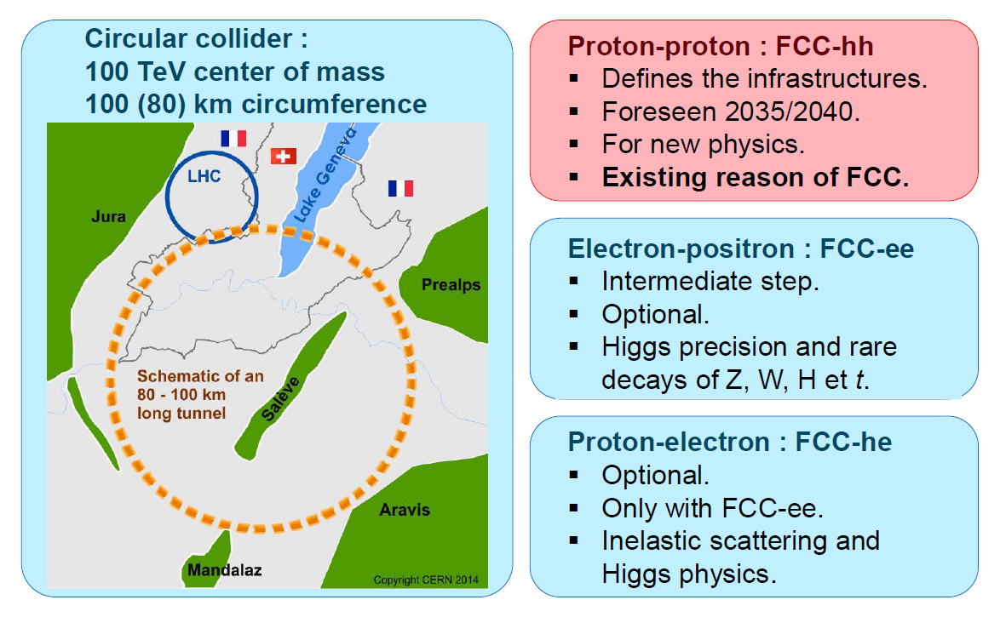 Circular collider :
100 TeV center of mass
100 (80) km circumference
LHC
Lake Geneva
Jura
Prealps
Schematic of an
80 - 100 km
long tunnel
Salève
Aravis
Mandalaz
Copyright CERN 2014
Proton-proton : FCC-hh
▪ Defines the infrastructures.
▪ Foreseen 2035/2040.
▪ For new physics.
▪ Existing reason of FCC.
Electron-positron : FCC-ee
▪ Intermediate step.
▪ Optional.
▪ Higgs precision and rare
decays of Z, W, H et t.
Proton-electron : FCC-he
▪ Optional.
▪ Only with FCC-ee.
▪ Inelastic scattering and
Higgs physics.